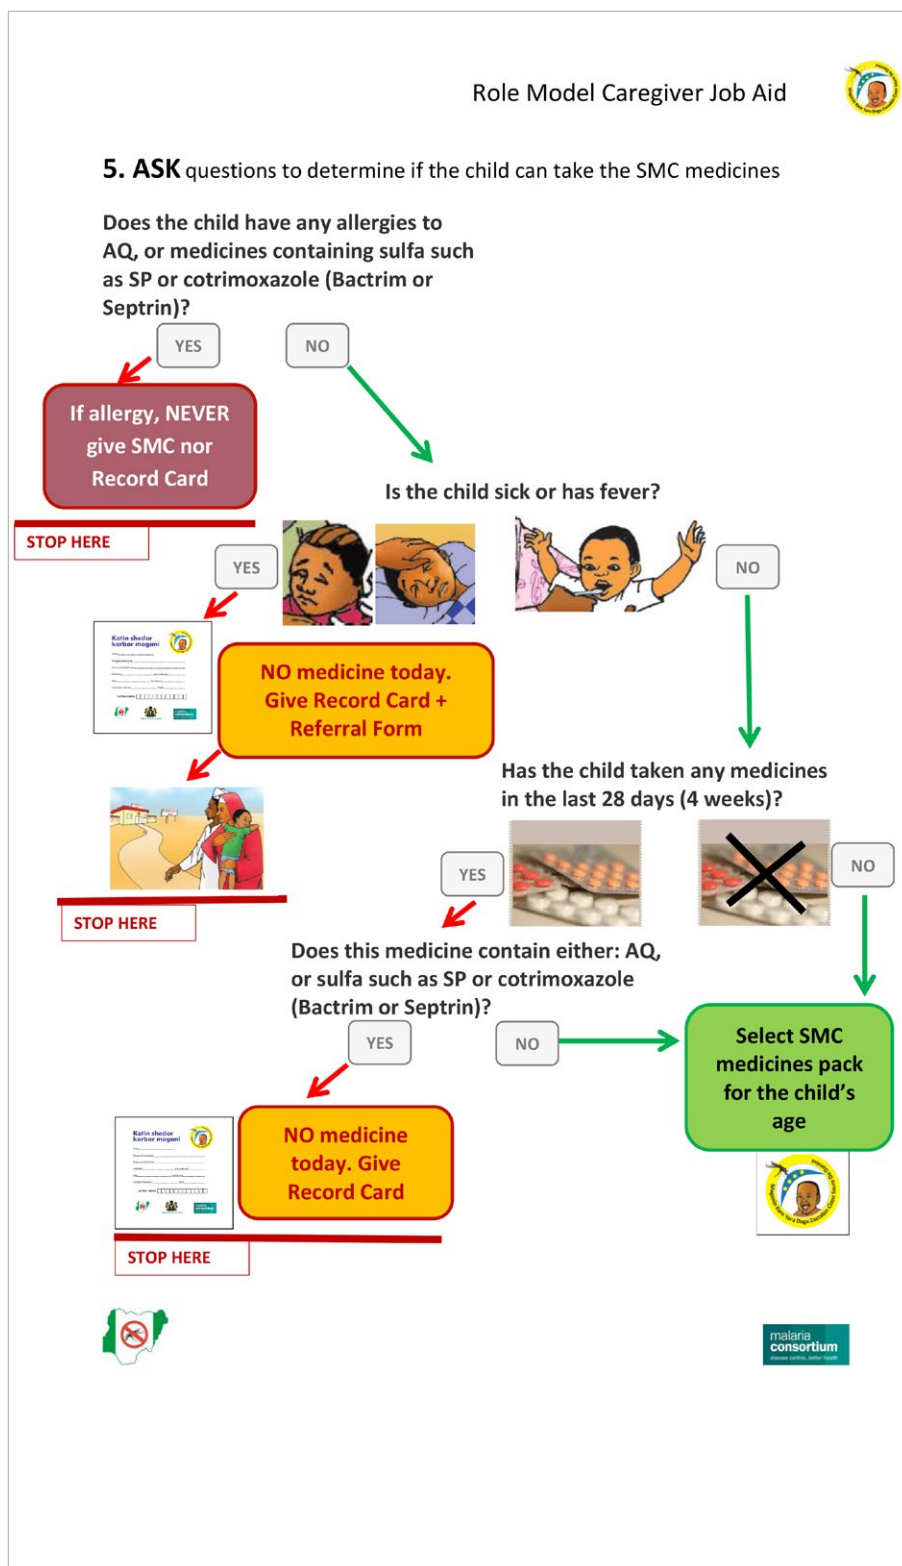 Role Model Caregiver Job Aid
5. ASK questions to determine if the child can take the SMC medicines
Does the child have any allergies to
AQ, or medicines containing sulfa such
as SP or cotrimoxazole (Bactrim or
Septrin)?
YES
NO
If allergy, NEVER
give SMC nor
Record Card
STOP HERE
Is the child sick or has fever?
YES
NO
Katin shedar
karbar magani
NO medicine today.
Give Record Card +
Referral Form
STOP HERE
Has the child taken any medicines
in the last 28 days (4 weeks)?
YES
NO
Does this medicine contain either: AQ,
or sulfa such as SP or cotrimoxazole
(Bactrim or Septrin)?
YES
NO
Select SMC
medicines pack
for the child's
age
Katin shedar
karbar magani
NO medicine
today. Give
Record Card
STOP HERE
malaria
consortium
disease control, better health